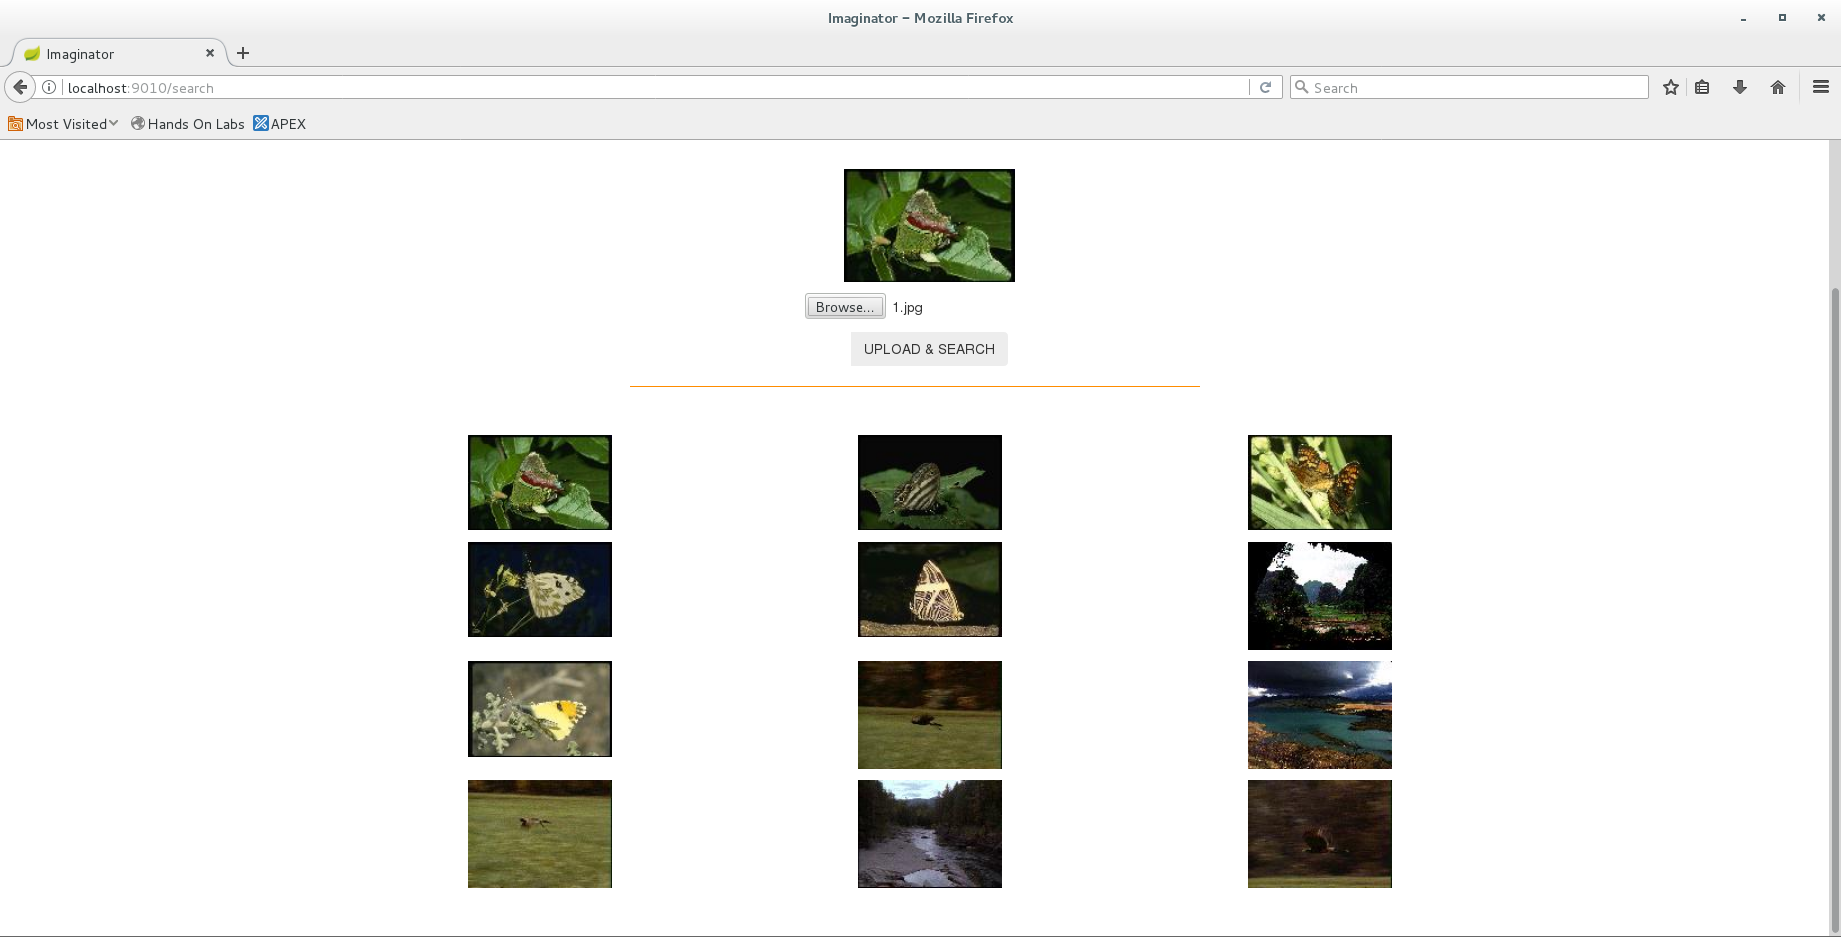 Imaginator – Mozilla Firefox
Imaginator
localhost:9010/search
Search
Most Visited
Hands On Labs
APEX
Browse...
1.jpg
UPLOAD & SEARCH